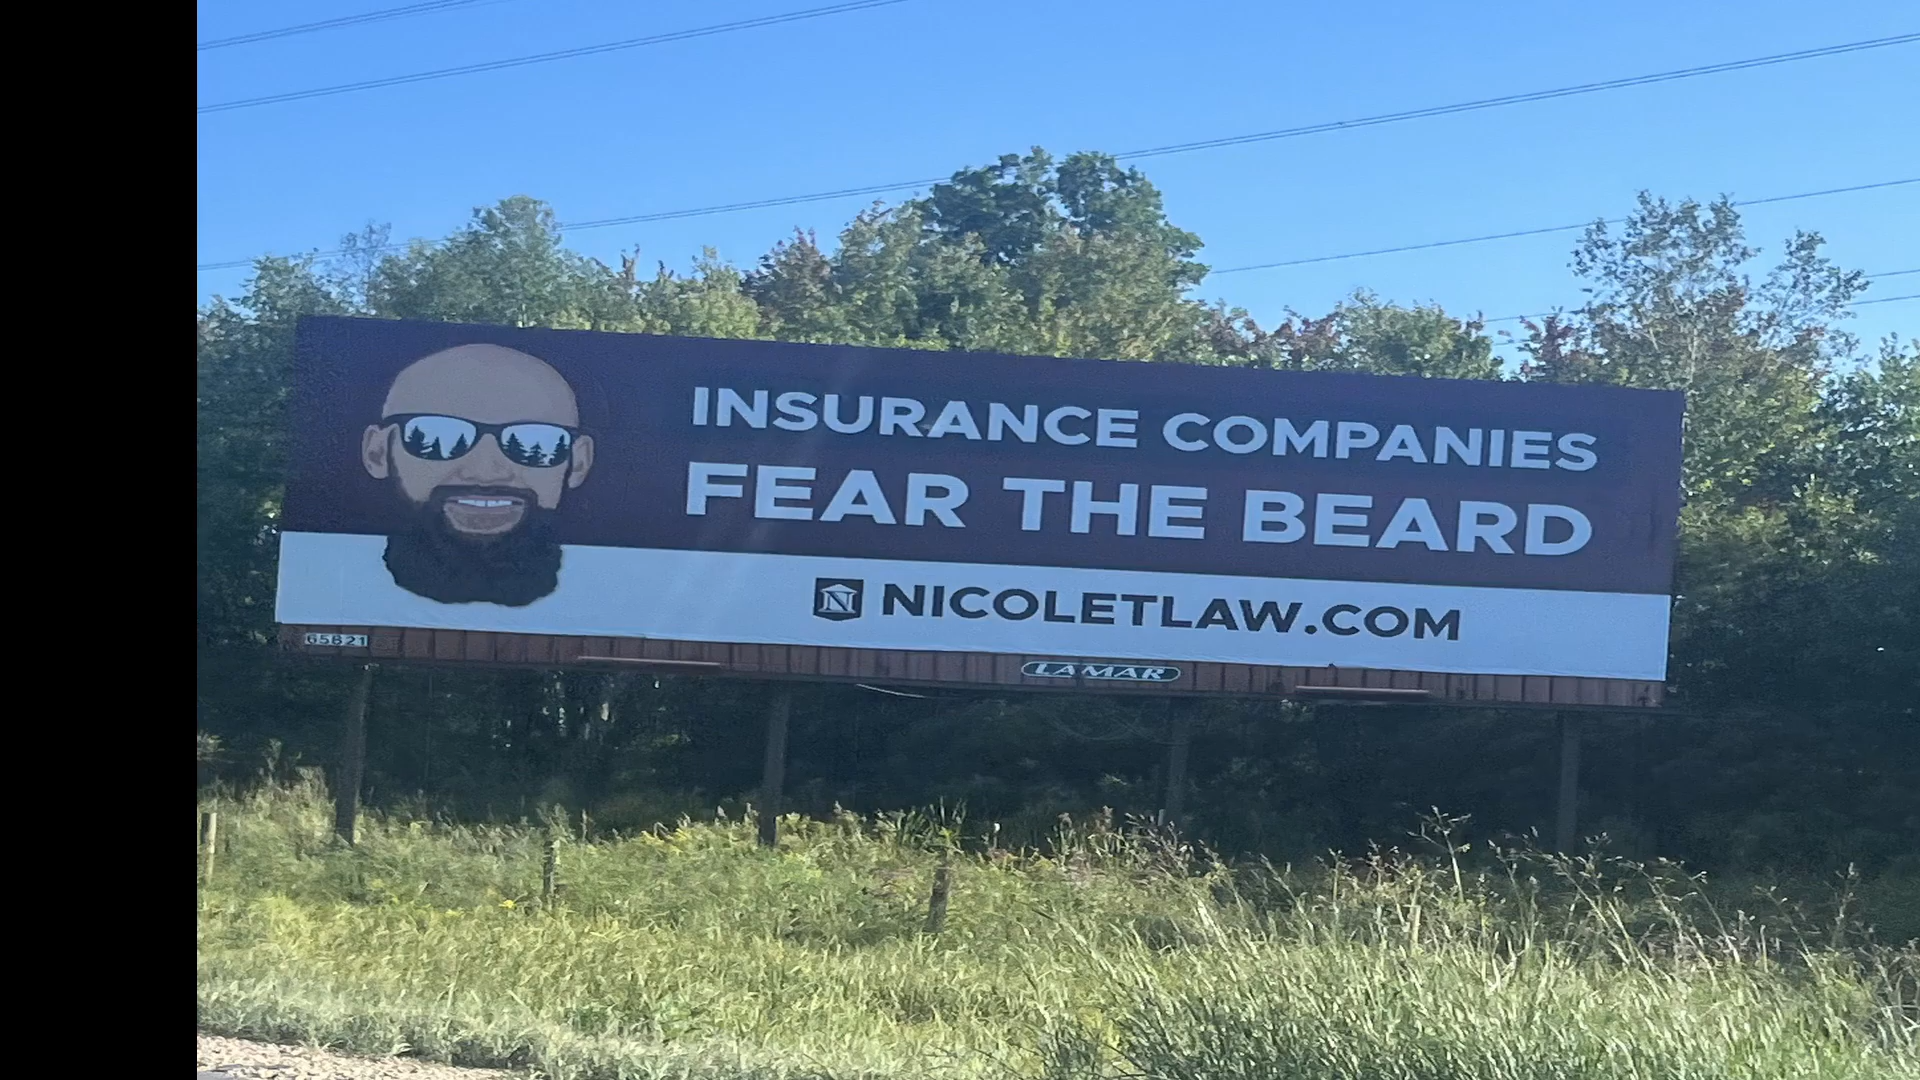 INSURANCE COMPANIES
FEAR THE BEARD
N NICOLETLAW.COM
65821
LAMAR